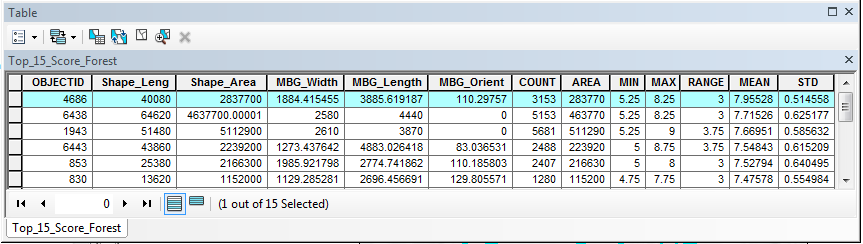 Table
Top_15_Score_Forest
OBJECTID Shape_Leng Shape_Area MBG_Width MBG_Length MBG_Orient COUNT AREA MIN MAX RANGE MEAN STD
4686 40080 2837700 1884.415455 3885.619187 110.29757 3153 283770 5.25 8.25 3 7.95528 0.514558
6438 64620 4637700.00001 2580 4440 0 5153 463770 5.25 8.25 3 7.71526 0.625177
1943 51480 5112900 2610 3870 0 5681 511290 5.25 9 3.75 7.66951 0.585632
6443 43860 2239200 1273.437642 4883.026418 83.036531 2488 223920 5 8.75 3.75 7.54843 0.615209
853 25380 2166300 1985.921798 2774.741862 110.185803 2407 216630 5 8 3 7.52794 0.640495
830 13620 1152000 1129.285281 2696.456691 129.805571 1280 115200 4.75 7.75 3 7.47578 0.554984
0 (1 out of 15 Selected)
Top_15_Score_Forest